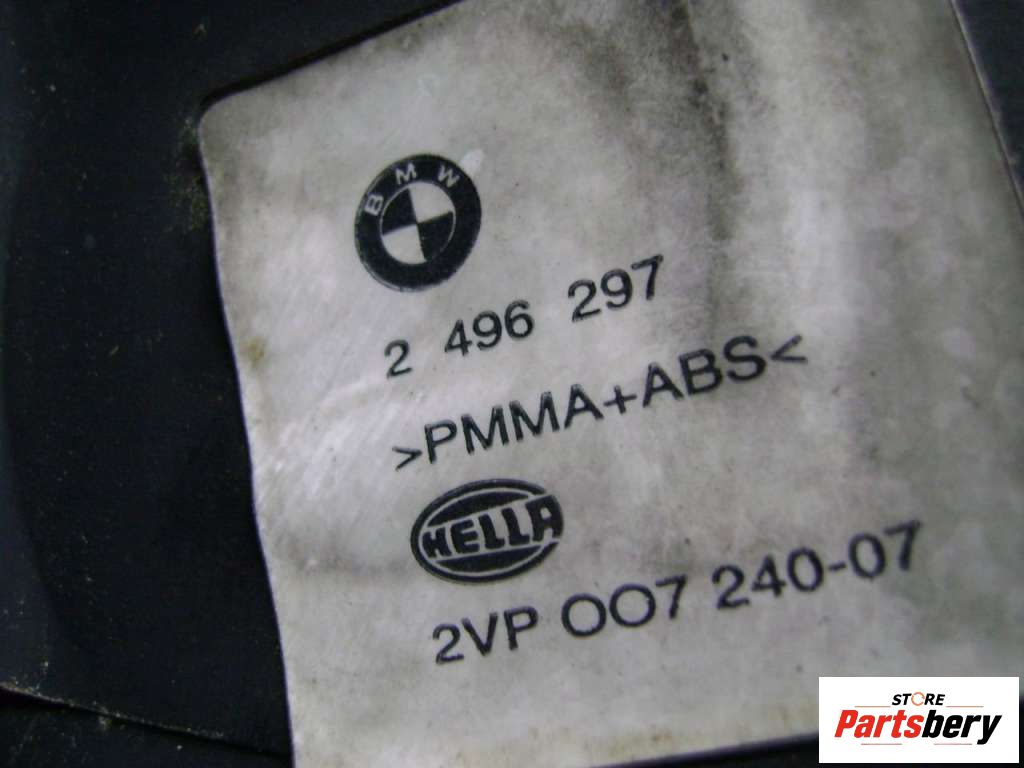 BMW
2 496 297
>PMMA+ABS<
HELLA
2VP 007 240-07
STORE
Partsbery